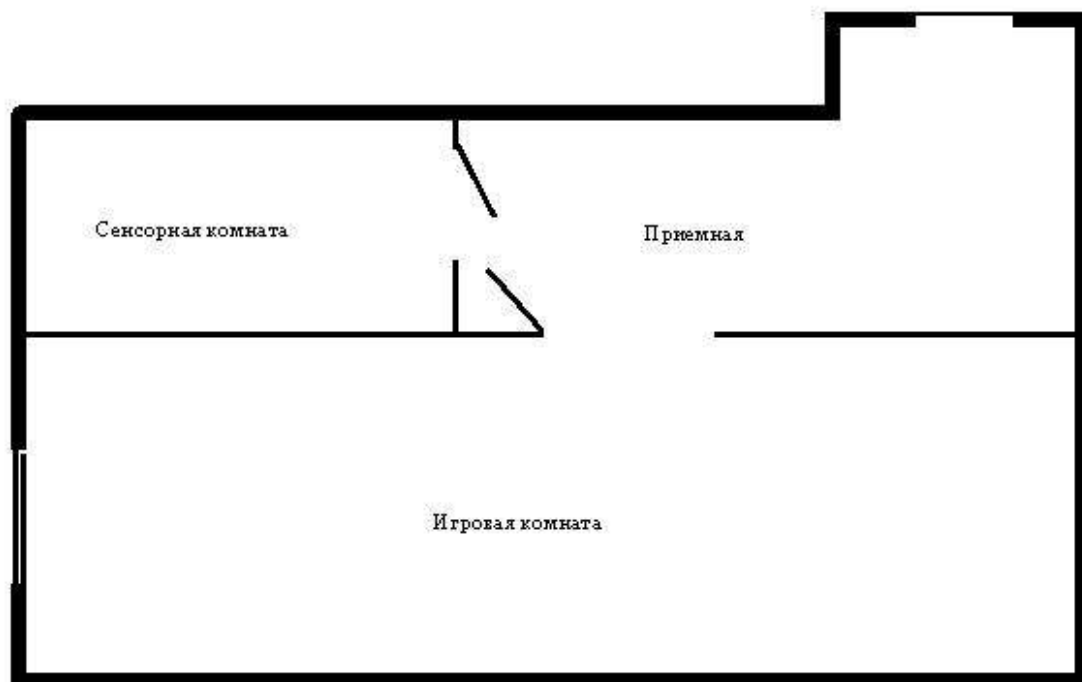 Сенсорная комната
Приемная
Игровая комната